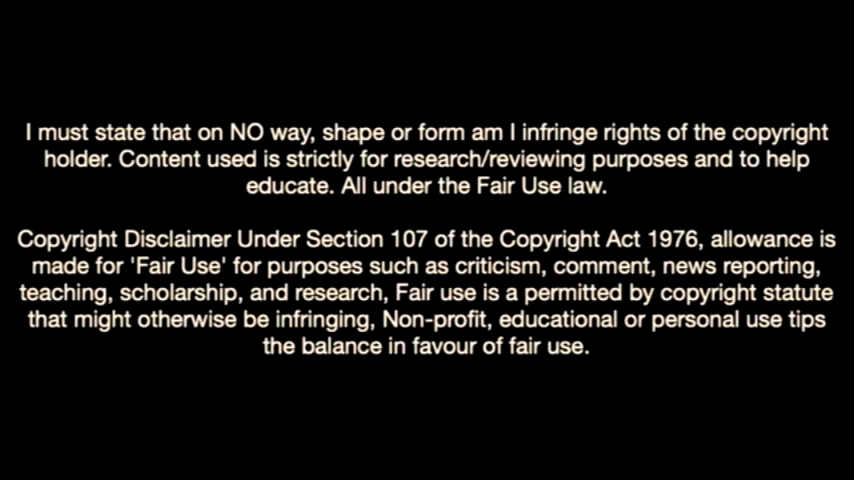 I must state that on NO way, shape or form am I infringe rights of the copyright
holder. Content used is strictly for research/reviewing purposes and to help
educate. All under the Fair Use law.
Copyright Disclaimer Under Section 107 of the Copyright Act 1976, allowance is
made for 'Fair Use' for purposes such as criticism, comment, news reporting,
teaching, scholarship, and research, Fair use is a permitted by copyright statute
that might otherwise be infringing, Non-profit, educational or personal use tips
the balance in favour of fair use.